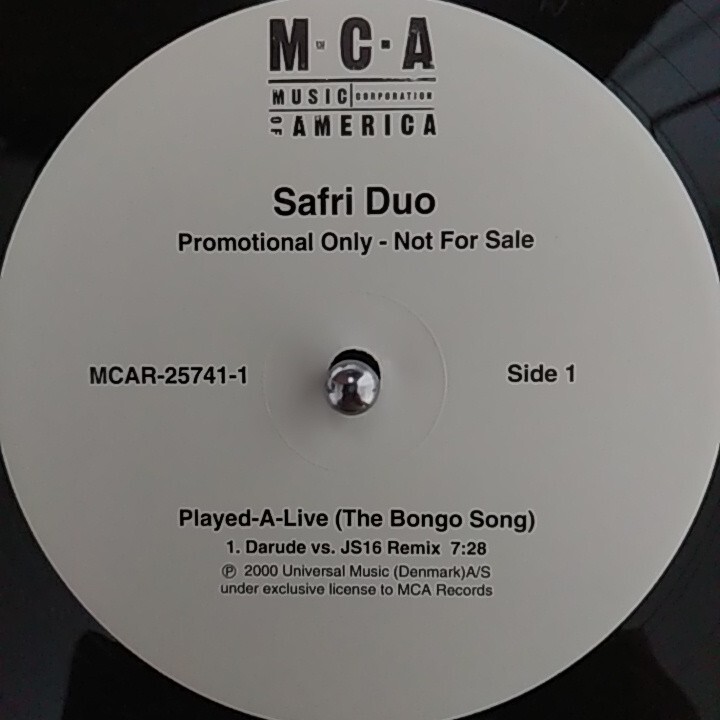 M™C·A
MUSIC CORPORATION
OF AMERICA
Safri Duo
Promotional Only - Not For Sale
MCAR-25741-1
Side 1
Played-A-Live (The Bongo Song)
1. Darude vs. JS16 Remix 7:28
℗ 2000 Universal Music (Denmark)A/S
under exclusive license to MCA Records